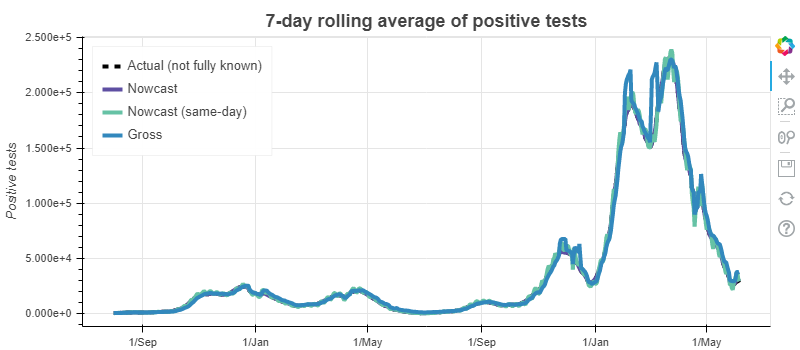 7-day rolling average of positive tests
Positive tests
2.500e+5
2.000e+5
1.500e+5
1.000e+5
5.000e+4
0.000e+0
Actual (not fully known)
Nowcast
Nowcast (same-day)
Gross
1/Sep
1/Jan
1/May
1/Sep
1/Jan
1/May